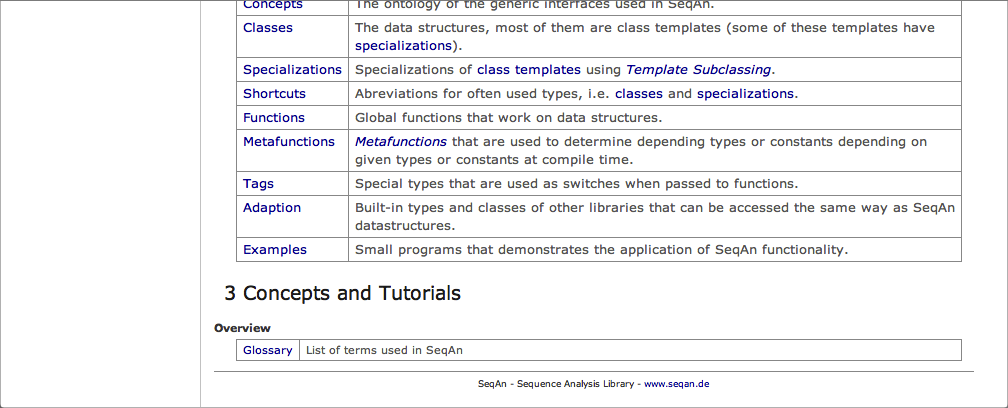 Concepts The ontology of the generic interfaces used in SeqAn.
Classes The data structures, most of them are class templates (some of these templates have
specializations).
Specializations Specializations of class templates using Template Subclassing.
Shortcuts Abreviations for often used types, i.e. classes and specializations.
Functions Global functions that work on data structures.
Metafunctions Metafunctions that are used to determine depending types or constants depending on
given types or constants at compile time.
Tags Special types that are used as switches when passed to functions.
Adaption Built-in types and classes of other libraries that can be accessed the same way as SeqAn
datastructures.
Examples Small programs that demonstrates the application of SeqAn functionality.
3 Concepts and Tutorials
Overview
Glossary List of terms used in SeqAn
SeqAn - Sequence Analysis Library - www.seqan.de